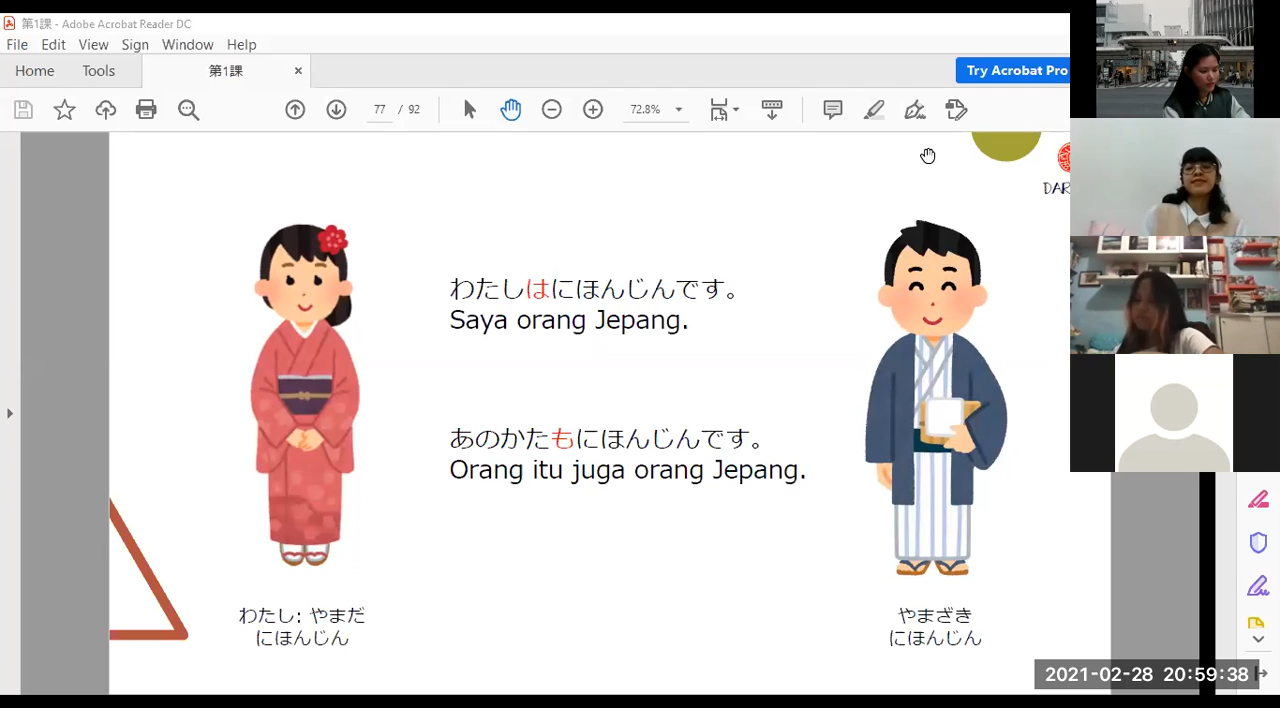 第1課 - Adobe Acrobat Reader DC
File Edit View Sign Window Help
Home Tools 第1課 ×
Try Acrobat Pro
77 / 92 72.8%
DAR
わたしはにほんじんです。
Saya orang Jepang.
あのかたもにほんじんです。
Orang itu juga orang Jepang.
わたし: やまだ
にほんじん
やまざき
にほんじん
2021-02-28 20:59:38